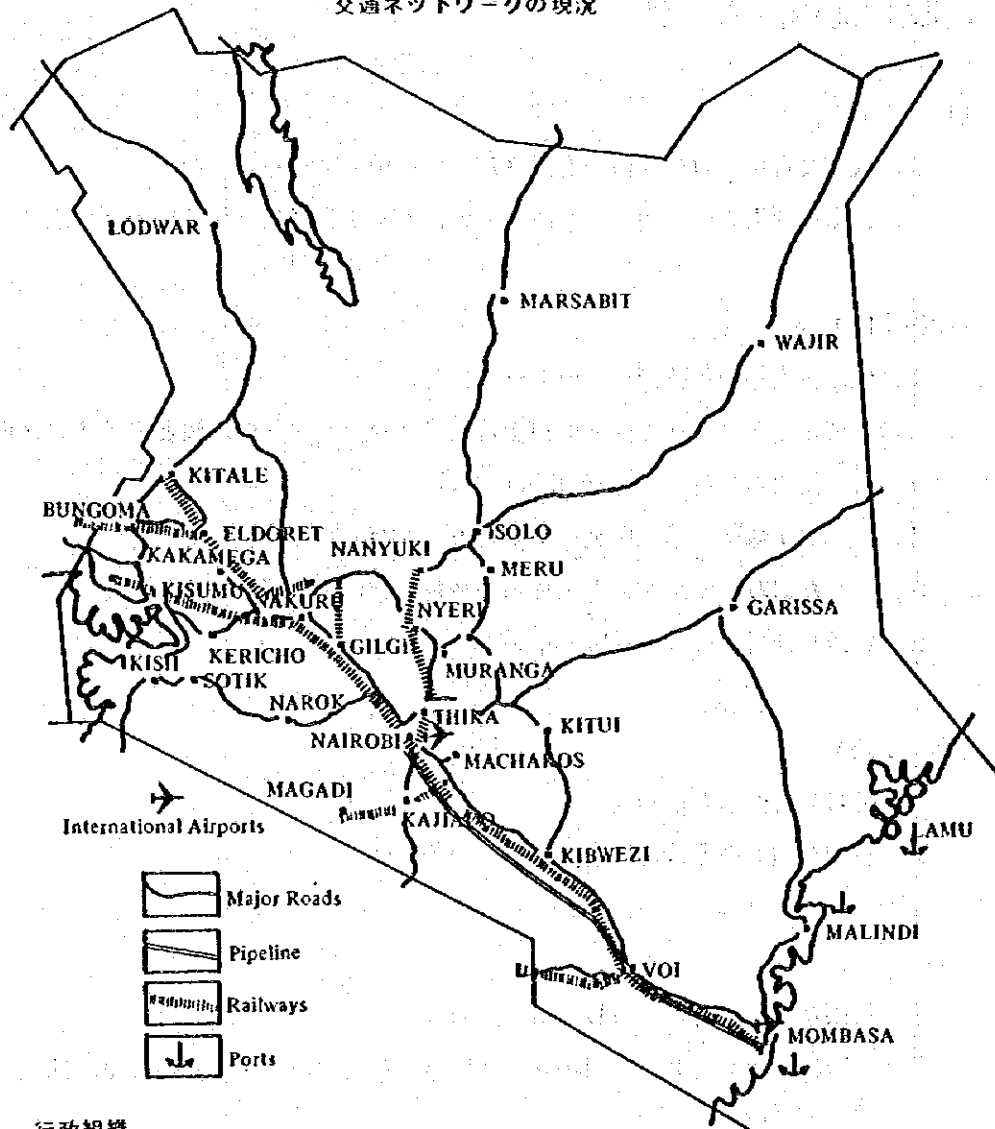 交通ネットワークの現況
LODWAR
MARSABIT
WAJIR
KITALE
BUNGOMA
ELDORET
ISOLO
NANYUKI
KAKAMEGA
MERU
KISUMU
NAKURU
GARISSA
NYERI
GILGI
KERICHO
MURANGA
KISII
SOTIK
NAROK
THIKA
KITUI
NAIROBI
MACHAKOS
MAGADI
KAJIADO
International Airports
LAMU
KIBWEZI
Major Roads
MALINDI
Pipeline
VOI
Railways
MOMBASA
Ports
行政組織